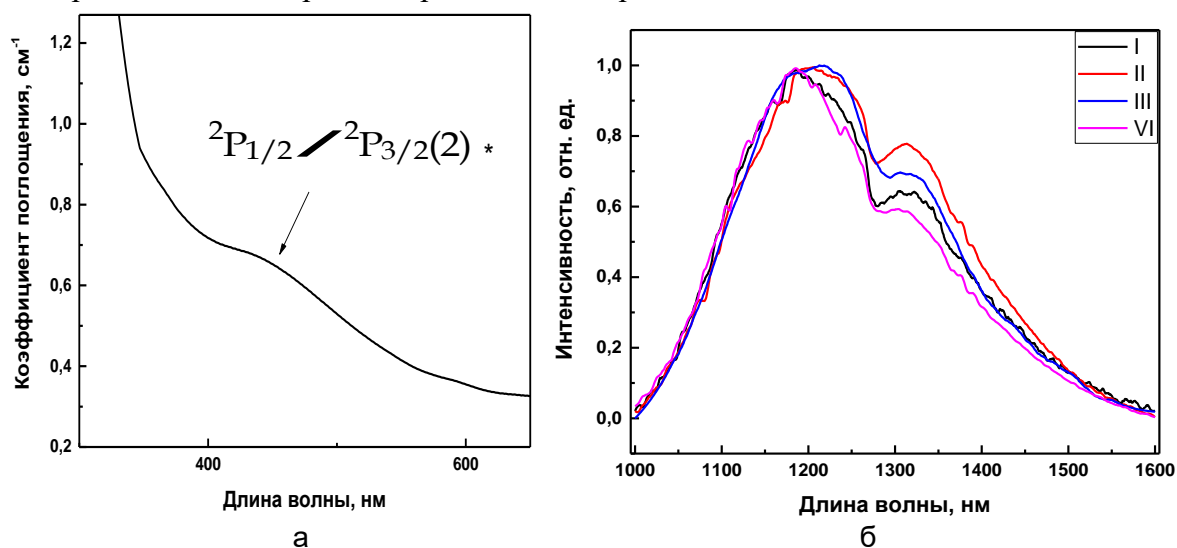 1,2
1,0
0,8
0,6
0,4
0,2
400
600
Коэффициент поглощения, см⁻¹
Длина волны, нм
²P1/2 ²P3/2(2) *
а
I
II
III
VI
1,0
0,8
0,6
0,4
0,2
0,0
1000 1100 1200 1300 1400 1500 1600
Интенсивность, отн. ед.
Длина волны, нм
б